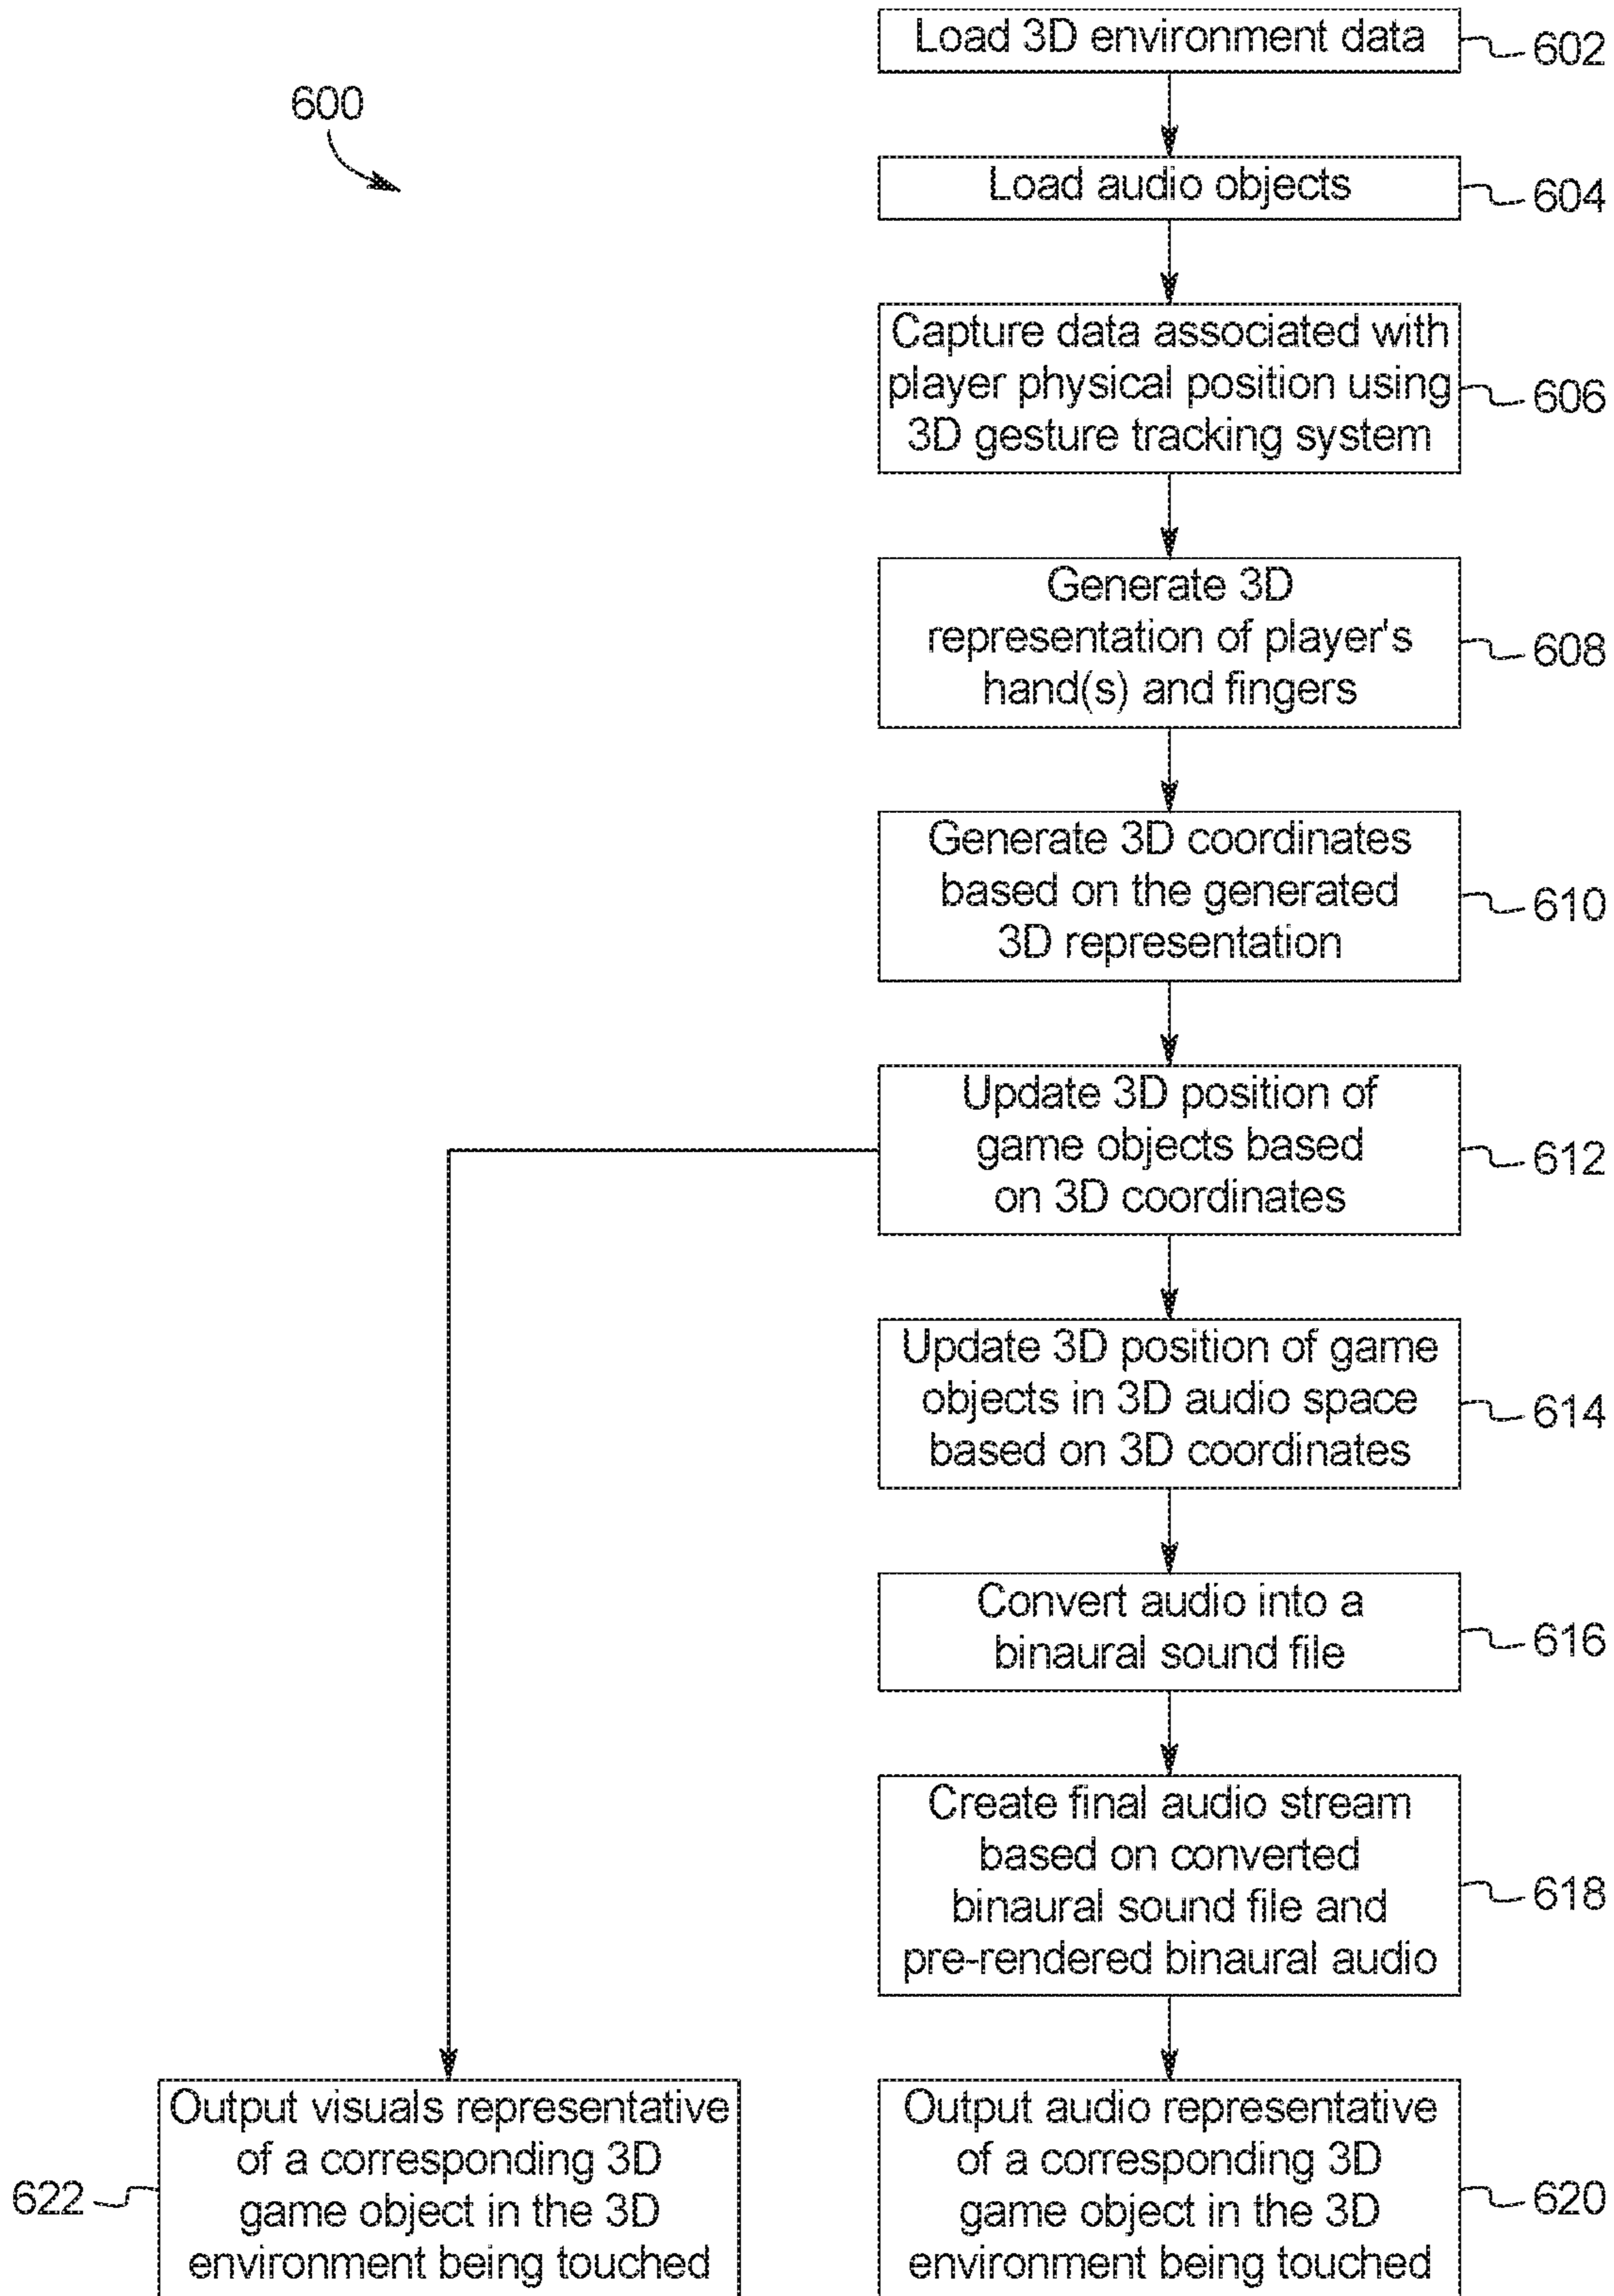 Load 3D environment data
602
600
Load audio objects
604
Capture data associated with
player physical position using
3D gesture tracking system
606
Generate 3D
representation of player's
hand(s) and fingers
608
Generate 3D coordinates
based on the generated
3D representation
610
Update 3D position of
game objects based
on 3D coordinates
612
Update 3D position of game
objects in 3D audio space
based on 3D coordinates
614
Convert audio into a
binaural sound file
616
Create final audio stream
based on converted
binaural sound file and
pre-rendered binaural audio
618
Output visuals representative
of a corresponding 3D
game object in the 3D
environment being touched
622
Output audio representative
of a corresponding 3D
game object in the 3D
environment being touched
620